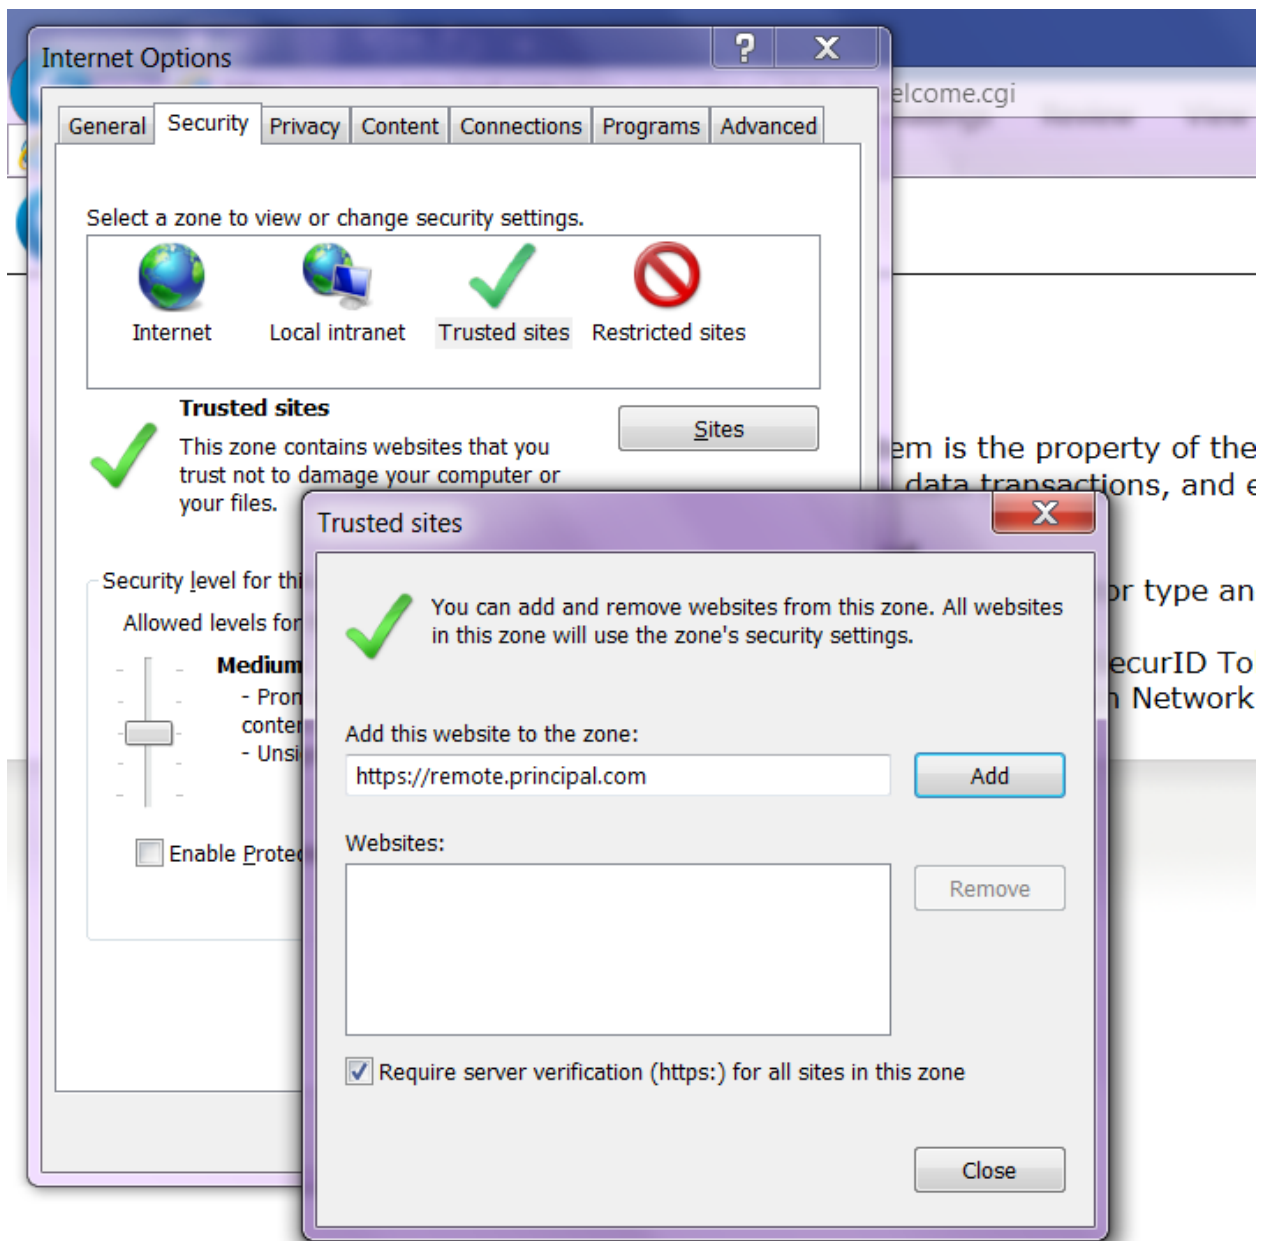 Internet Options
?
X
elcome.cgi
General Security Privacy Content Connections Programs Advanced
Select a zone to view or change security settings.
Internet Local intranet Trusted sites Restricted sites
Trusted sites
Sites
This zone contains websites that you
trust not to damage your computer or
your files.
em is the property of the
data transactions, and e
Trusted sites
X
Security level for thi
Allowed levels for
Medium
- Pron
conter
- Unsi
Enable Protec
You can add and remove websites from this zone. All websites
in this zone will use the zone's security settings.
or type an
ecurID To
n Network
Add this website to the zone:
https://remote.principal.com
Add
Websites:
Remove
Require server verification (https:) for all sites in this zone
Close